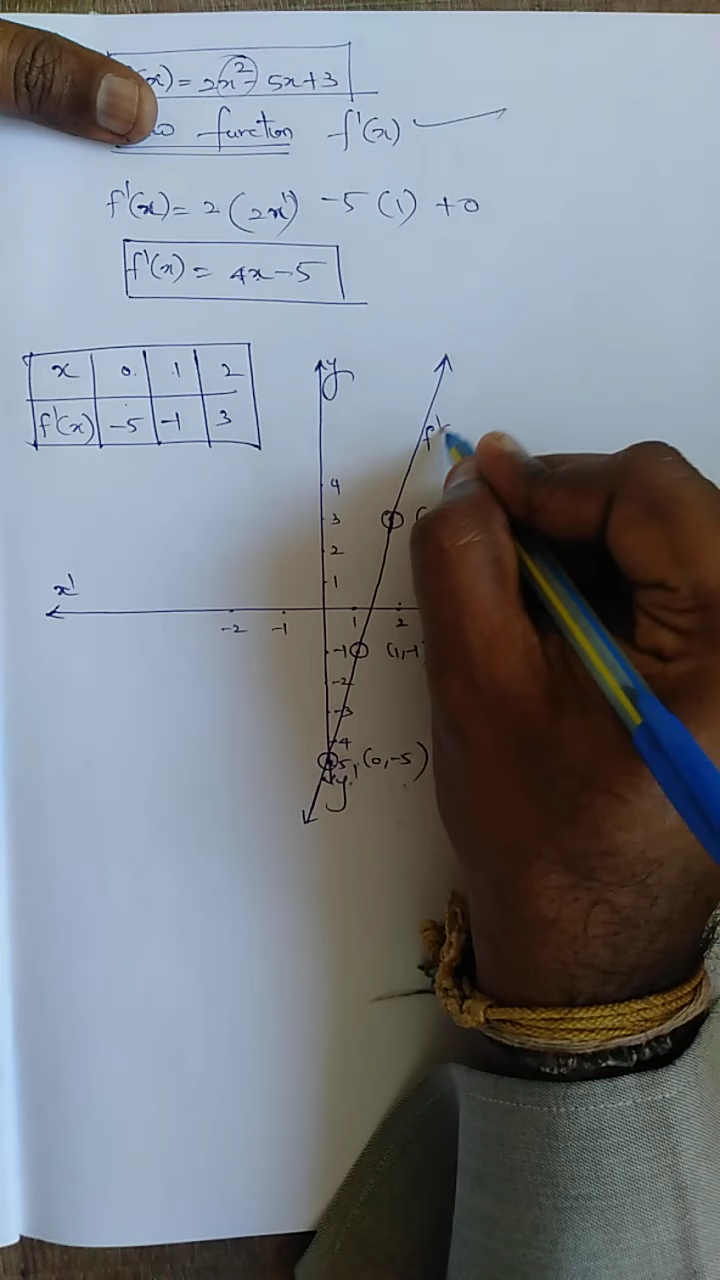 (x) = 2x² - 5x+3
function f'(x)
f'(x) = 2 (2x¹) -5 (1) +0
f'(x) = 4x-5
x 0 1 2
f'(x) -5 -1 3
y
f'
4
3 (
2
1
x'
-2 -1 1 2
-1 (1,-1
-2
-3
-4
-5 (0,-5)
y'